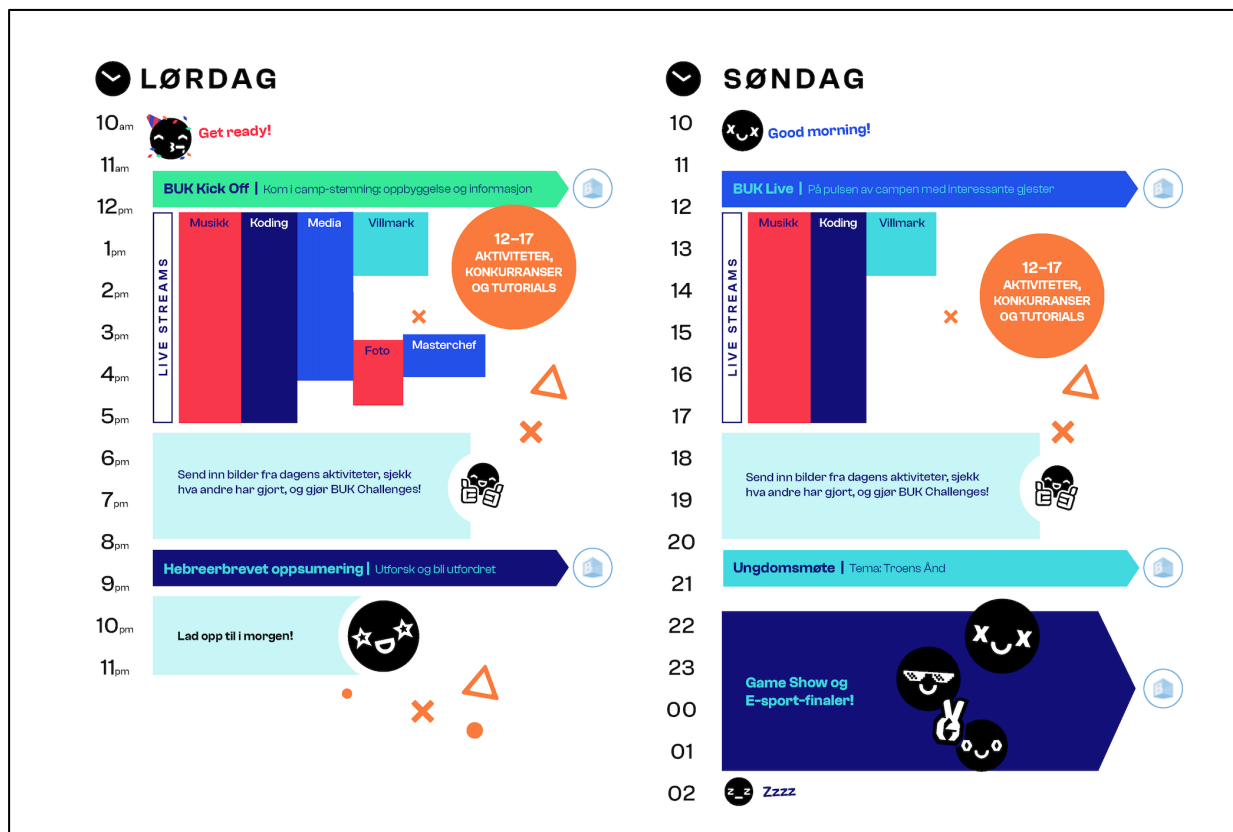 LØRDAG
10am
Get ready!
11am
BUK Kick Off | Kom i camp-stemning: oppbyggelse og informasjon
12pm
LIVE STREAMS
Musikk
Koding
Media
Villmark
12–17
AKTIVITETER,
KONKURRANSER
OG TUTORIALS
1pm
2pm
3pm
Foto
Masterchef
4pm
5pm
6pm
Send inn bilder fra dagens aktiviteter, sjekk
hva andre har gjort, og gjør BUK Challenges!
7pm
8pm
Hebreerbrevet oppsumering | Utforsk og bli utfordret
9pm
10pm
Lad opp til i morgen!
11pm
SØNDAG
10
Good morning!
11
BUK Live | På pulsen av campen med interessante gjester
12
LIVE STREAMS
Musikk
Koding
Villmark
13
12–17
AKTIVITETER,
KONKURRANSER
OG TUTORIALS
14
15
16
17
18
Send inn bilder fra dagens aktiviteter, sjekk
hva andre har gjort, og gjør BUK Challenges!
19
20
Ungdomsmøte | Tema: Troens Ånd
21
22
23
Game Show og
E-sport-finaler!
00
01
02
z_z
Zzzz